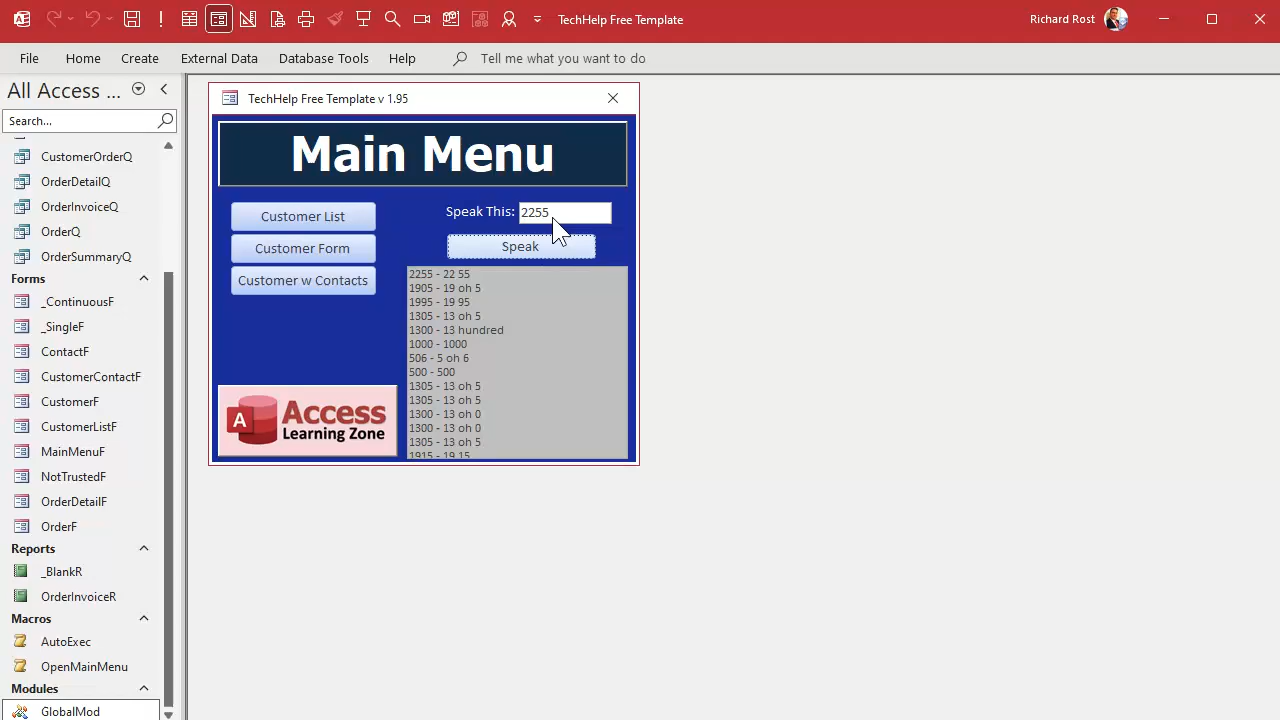 TechHelp Free Template
Richard Rost
File
Home
Create
External Data
Database Tools
Help
Tell me what you want to do
All Access ...
Search...
CustomerOrderQ
OrderDetailQ
OrderInvoiceQ
OrderQ
OrderSummaryQ
Forms
_ContinuousF
_SingleF
ContactF
CustomerContactF
CustomerF
CustomerListF
MainMenuF
NotTrustedF
OrderDetailF
OrderF
Reports
_BlankR
OrderInvoiceR
Macros
AutoExec
OpenMainMenu
Modules
GlobalMod
TechHelp Free Template v 1.95
Main Menu
Customer List
Customer Form
Customer w Contacts
Speak This: 2255
Speak
2255 - 22 55
1905 - 19 oh 5
1995 - 19 95
1305 - 13 oh 5
1300 - 13 hundred
1000 - 1000
506 - 5 oh 6
500 - 500
1305 - 13 oh 5
1305 - 13 oh 5
1300 - 13 oh 0
1300 - 13 oh 0
1305 - 13 oh 5
1915 - 19 15
A Access
Learning Zone